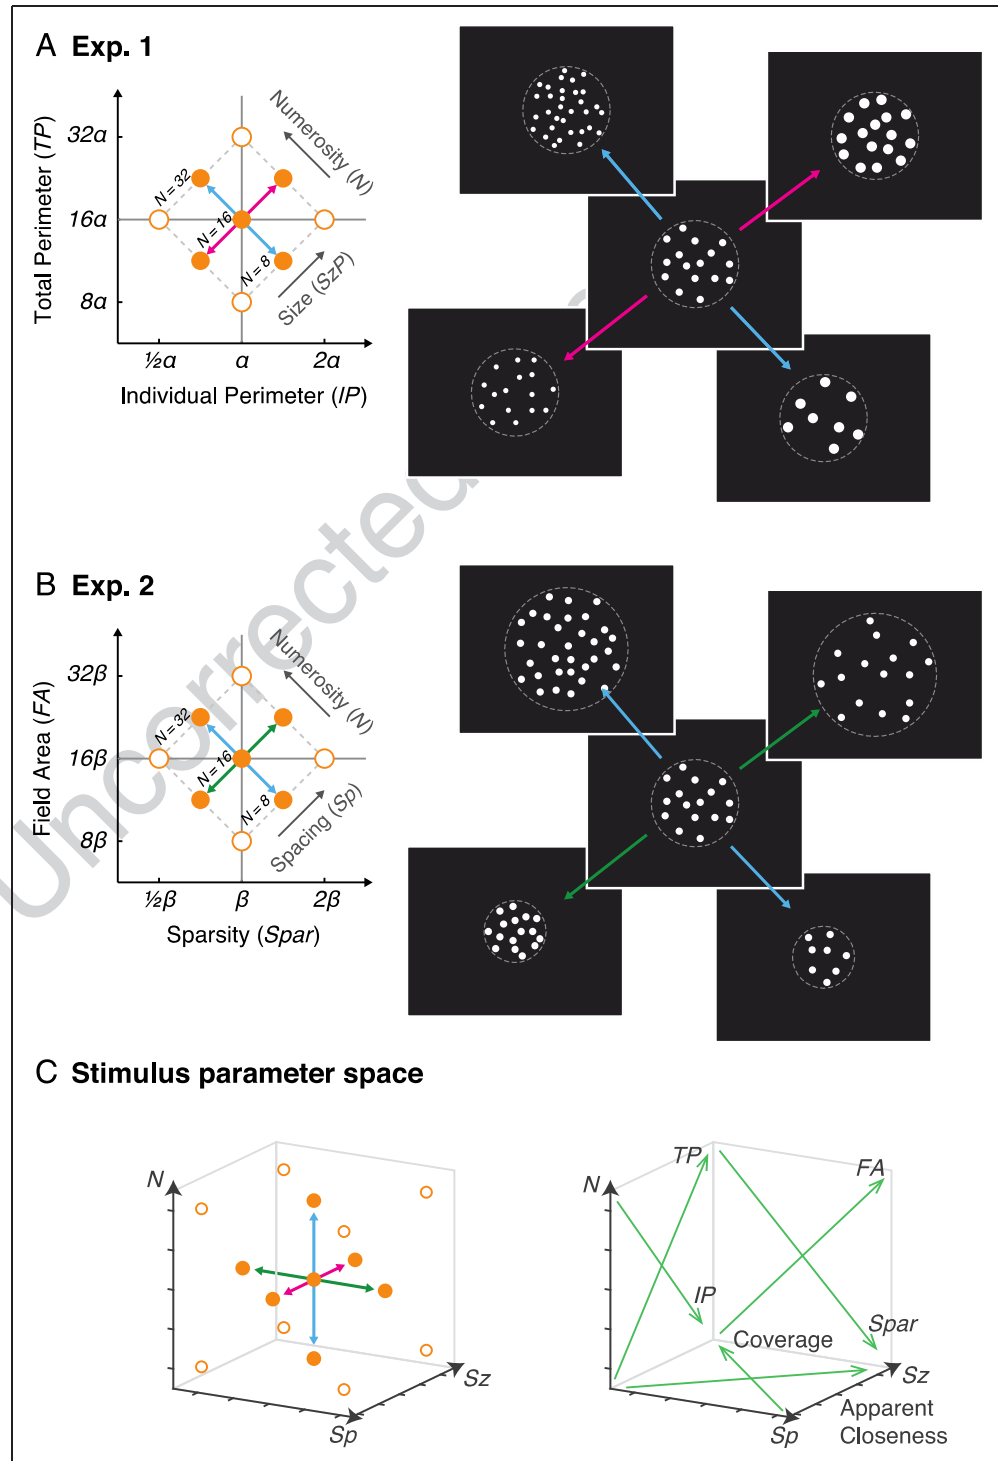 A Exp. 1
Total Perimeter (TP)
32α
16α
8α
½α
α
2α
Individual Perimeter (IP)
Numerosity (N)
Size (SzP)
N = 32
N = 16
N = 8
Uncorrected
B Exp. 2
Field Area (FA)
32β
16β
8β
½β
β
2β
Sparsity (Spar)
Numerosity (N)
Spacing (Sp)
N = 32
N = 16
N = 8
C Stimulus parameter space
N
Sz
Sp
TP
FA
N
IP
Coverage
Spar
Sz
Apparent
Closeness
Sp